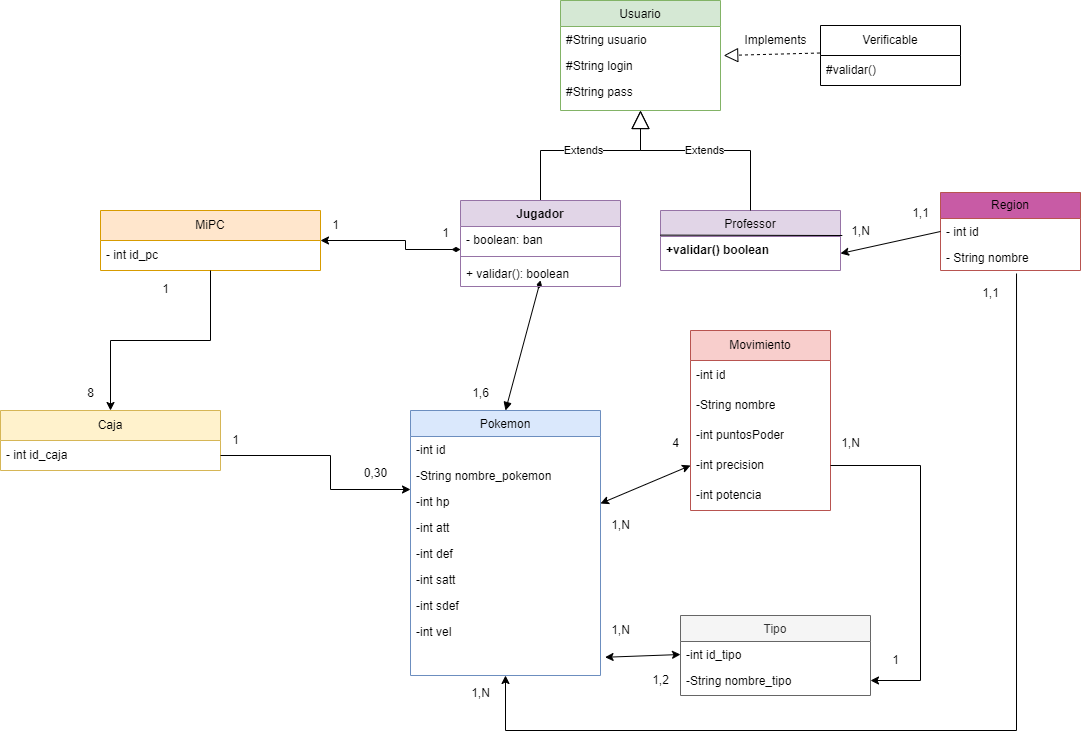 Usuario
#String usuario
#String login
#String pass
Implements
Verificable
#validar()
Extends
Extends
MiPC
- int id_pc
1
1
Jugador
- boolean: ban
+ validar(): boolean
Professor
+validar() boolean
1,N
1,1
Region
- int id
- String nombre
1,1
1
8
Caja
- int id_caja
1
0,30
1,6
Pokemon
-int id
-String nombre_pokemon
-int hp
-int att
-int def
-int satt
-int sdef
-int vel
Movimiento
-int id
-String nombre
-int puntosPoder
-int precision
-int potencia
4
1,N
1,N
1,N
1,2
Tipo
-int id_tipo
-String nombre_tipo
1
1,N